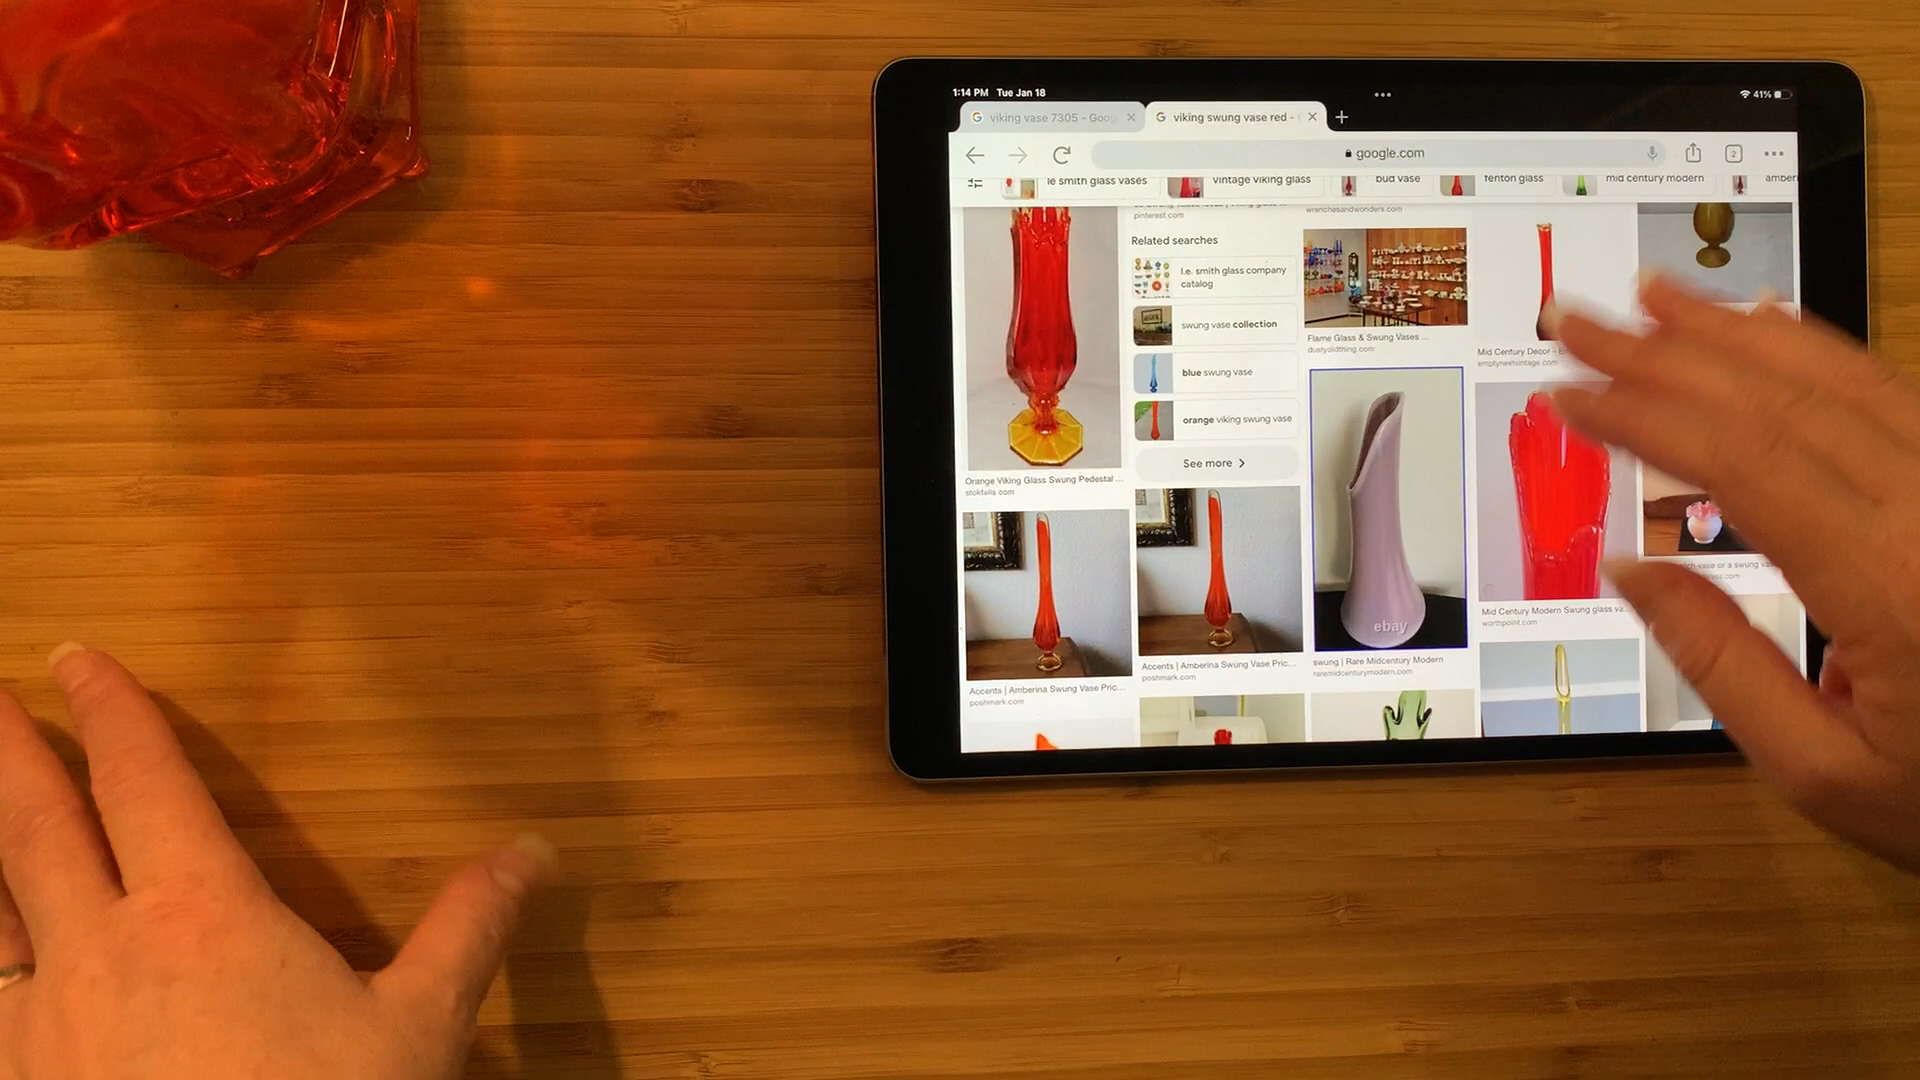 1:14 PM Tue Jan 18
41%
viking vase 7305 - Goog
viking swung vase red -
google.com
2
le smith glass vases
vintage viking glass
bud vase
fenton glass
mid century modern
amber
pinterest.com
wrenchesandwonders.com
Related searches
l.e. smith glass company
catalog
swung vase collection
blue swung vase
orange viking swung vase
See more
Orange Viking Glass Swung Pedestal ...
Accents | Amberina Swung Vase Pric...
poshmark.com
Accents | Amberina Swung Vase Pric...
poshmark.com
Flame Glass & Swung Vases ...
dustyoldthing.com
ebay
swung | Rare Midcentury Modern
raremidcenturymodern.com
Mid Century Decor -
emptynestvintage.com
Mid Century Modern Swung glass va...
worthpoint.com
vase or a swung